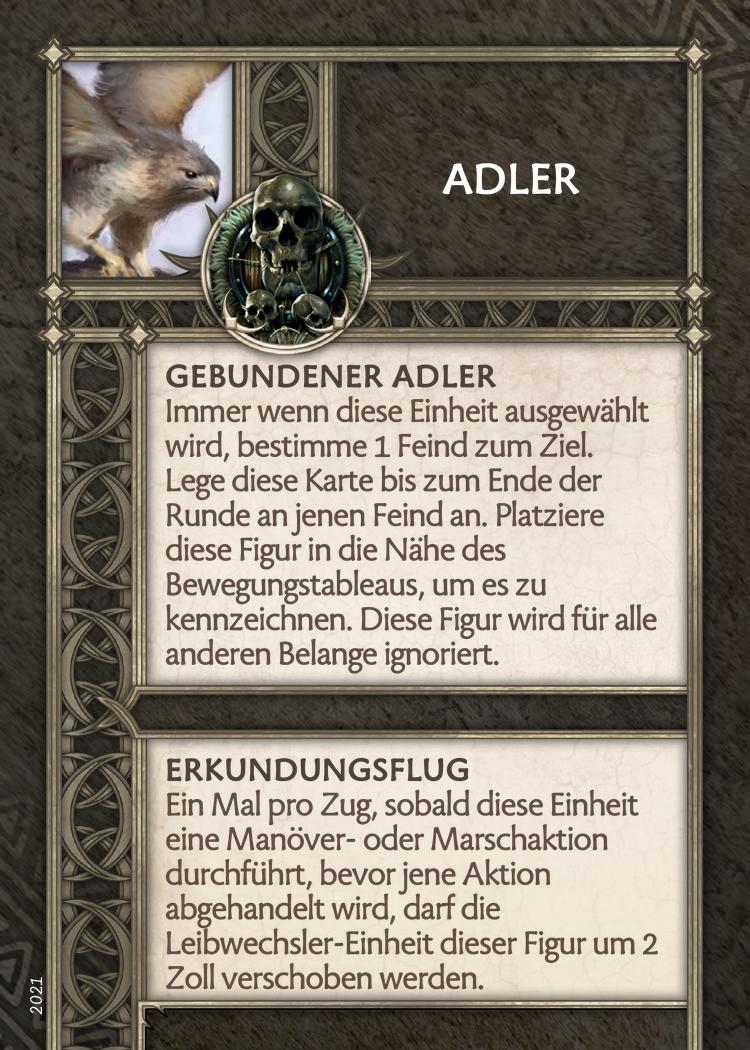 ADLER
GEBUNDENER ADLER
Immer wenn diese Einheit ausgewählt
wird, bestimme 1 Feind zum Ziel.
Lege diese Karte bis zum Ende der
Runde an jenen Feind an. Platziere
diese Figur in die Nähe des
Bewegungstableaus, um es zu
kennzeichnen. Diese Figur wird für alle
anderen Belange ignoriert.
ERKUNDUNGSFLUG
Ein Mal pro Zug, sobald diese Einheit
eine Manöver- oder Marschaktion
durchführt, bevor jene Aktion
abgehandelt wird, darf die
Leibwechsler-Einheit dieser Figur um 2
Zoll verschoben werden.
2021